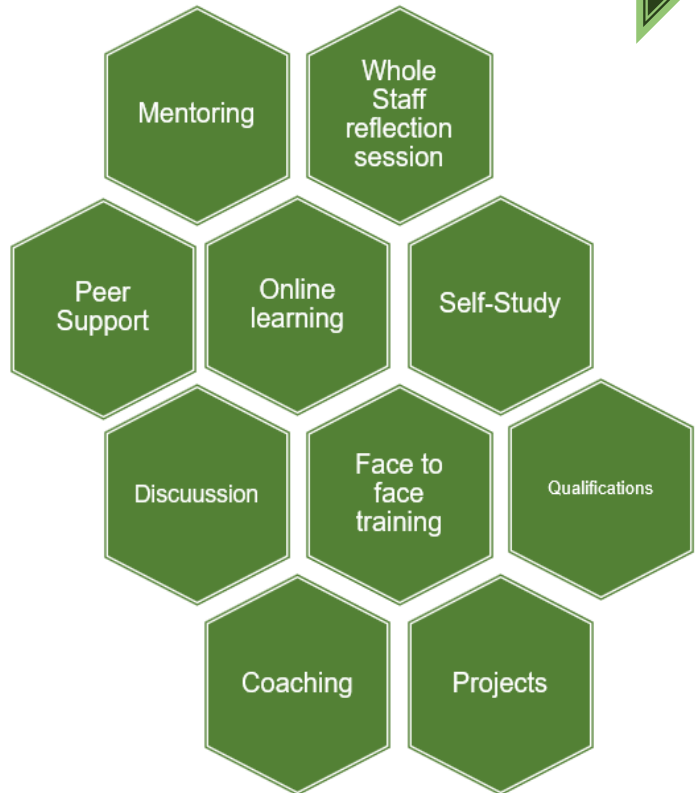 Mentoring
Whole
Staff
reflection
session
Peer
Support
Online
learning
Self-Study
Discuussion
Face to
face
training
Qualifications
Coaching
Projects